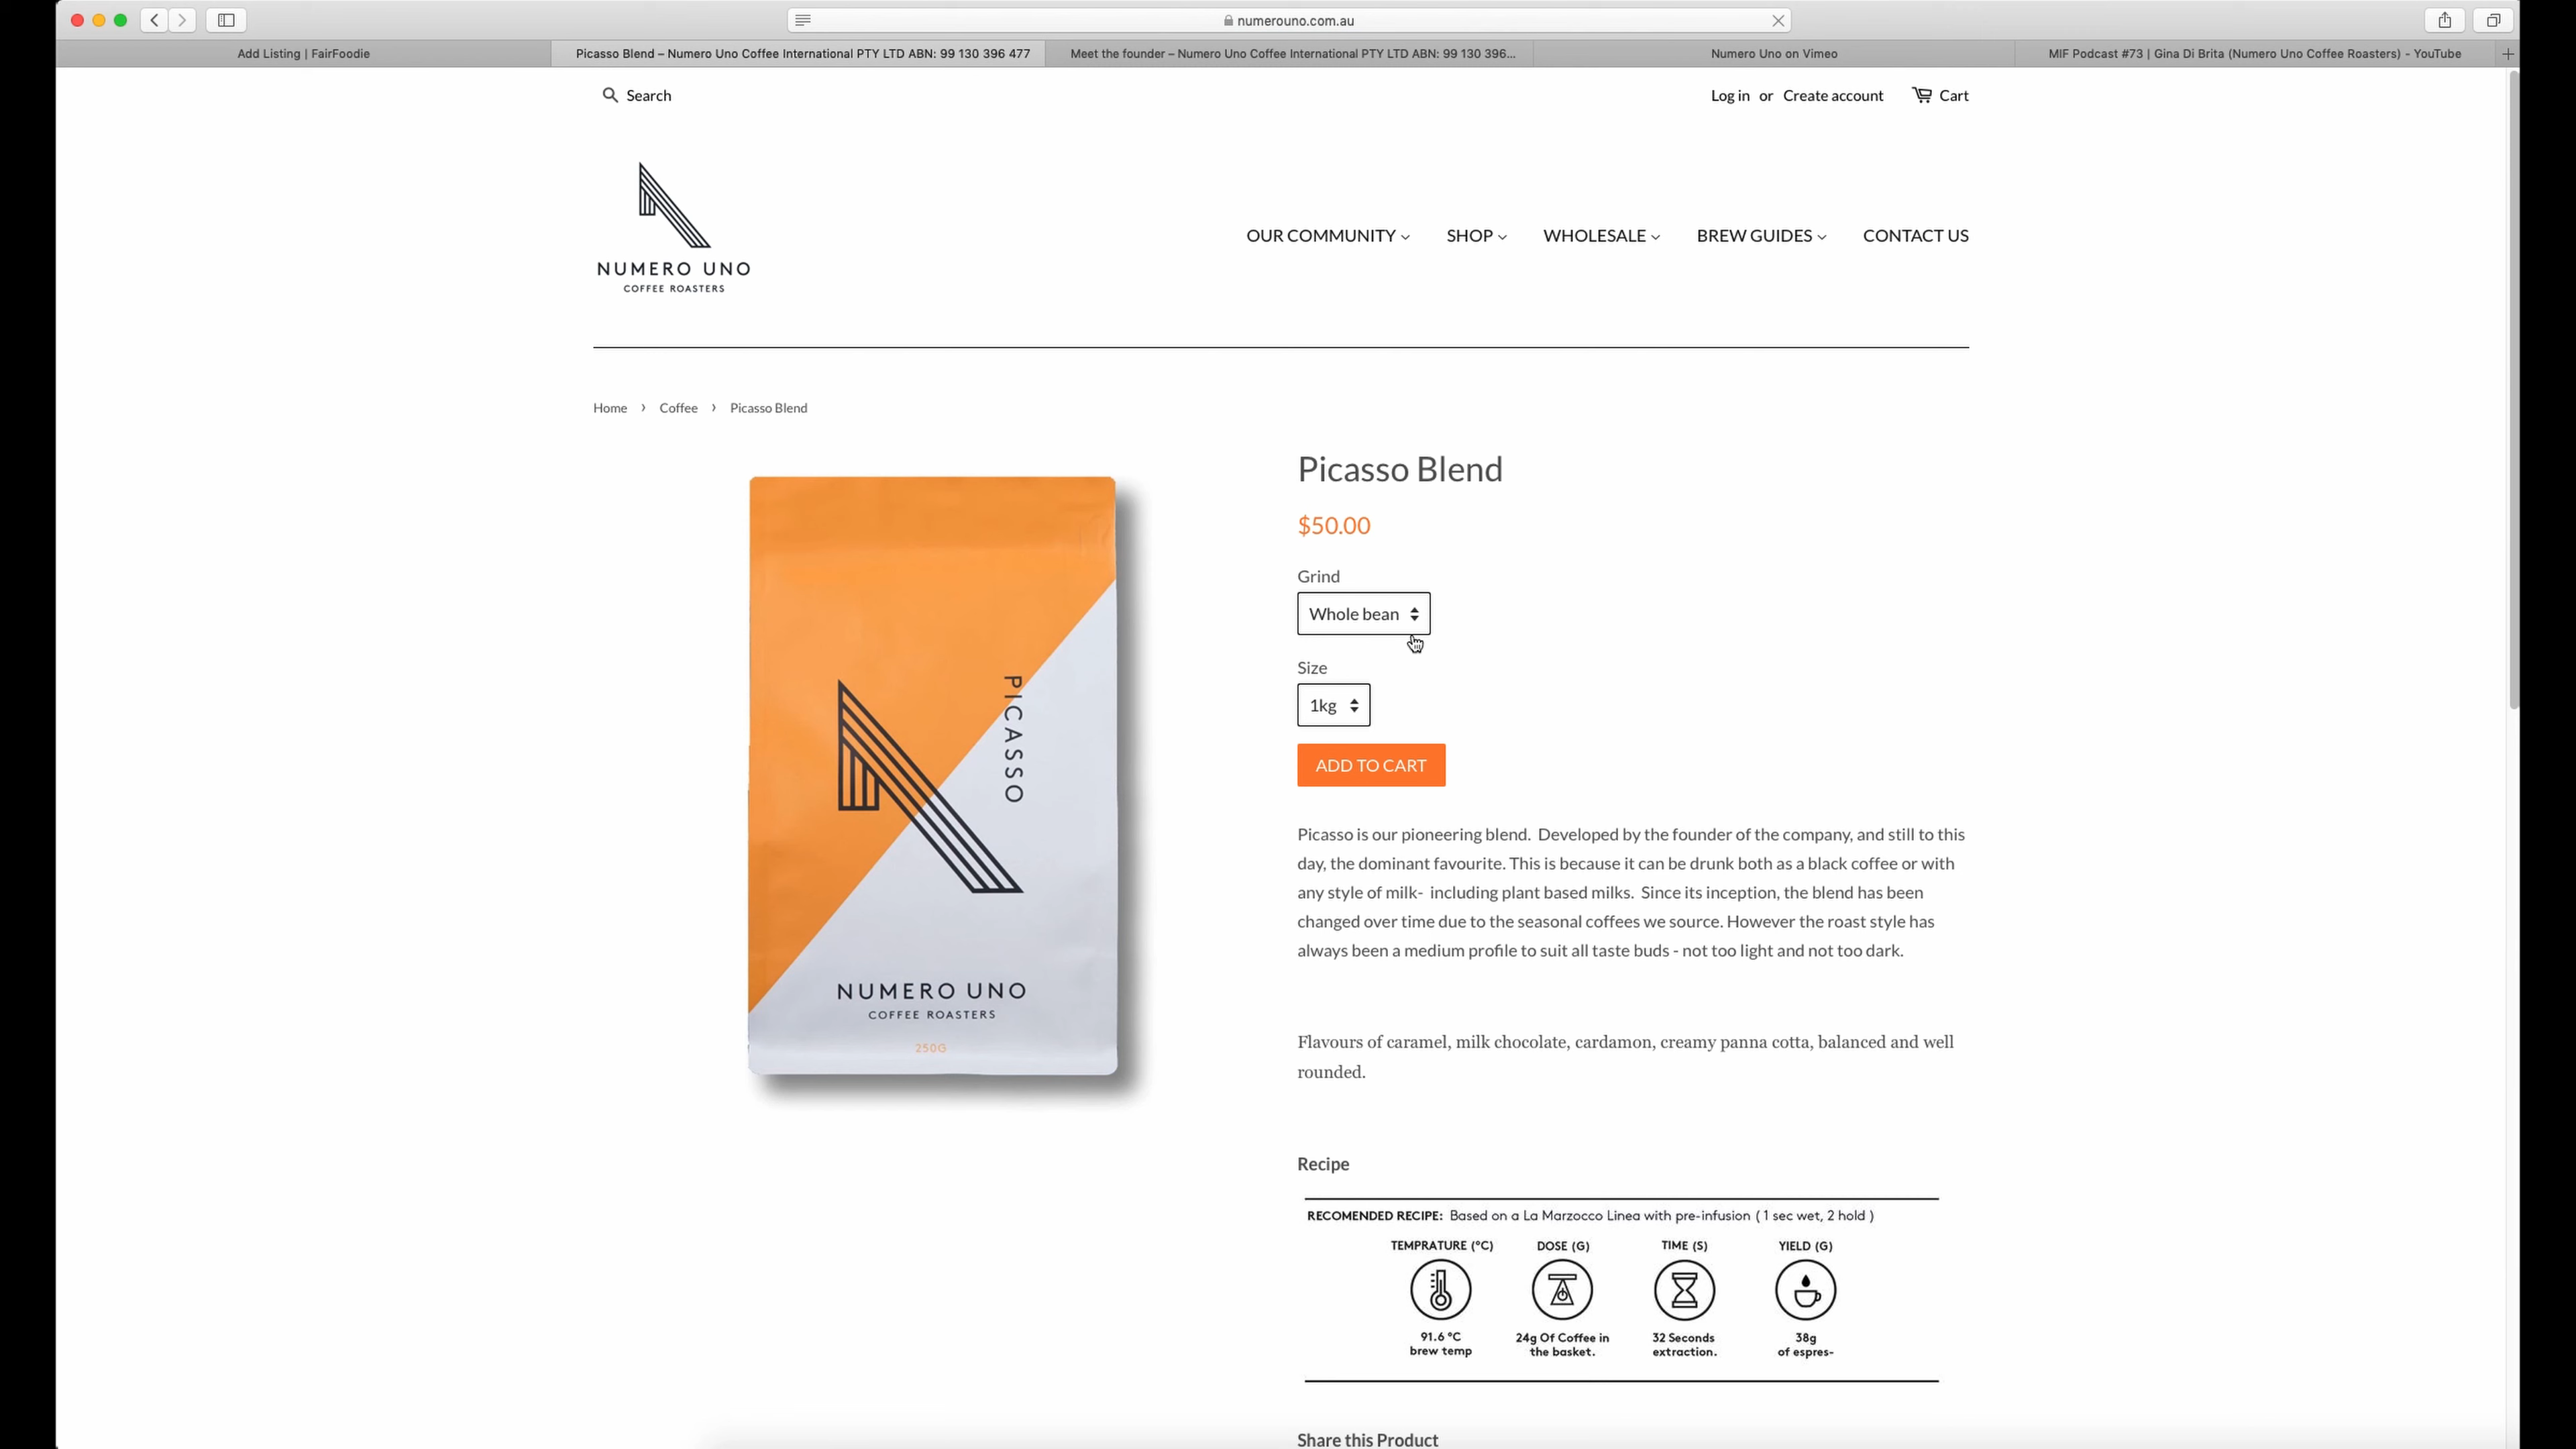 numerouno.com.au
Add Listing | FairFoodie
Picasso Blend – Numero Uno Coffee International PTY LTD ABN: 99 130 396 477
Meet the founder – Numero Uno Coffee International PTY LTD ABN: 99 130 396...
Numero Uno on Vimeo
MIF Podcast #73 | Gina Di Brita (Numero Uno Coffee Roasters) - YouTube
Search
Log in or Create account
Cart
NUMERO UNO
COFFEE ROASTERS
OUR COMMUNITY
SHOP
WHOLESALE
BREW GUIDES
CONTACT US
Home › Coffee › Picasso Blend
PICASSO
NUMERO UNO
COFFEE ROASTERS
250G
Picasso Blend
$50.00
Grind
Whole bean
Size
1kg
ADD TO CART
Picasso is our pioneering blend. Developed by the founder of the company, and still to this
day, the dominant favourite. This is because it can be drunk both as a black coffee or with
any style of milk- including plant based milks. Since its inception, the blend has been
changed over time due to the seasonal coffees we source. However the roast style has
always been a medium profile to suit all taste buds - not too light and not too dark.
Flavours of caramel, milk chocolate, cardamon, creamy panna cotta, balanced and well
rounded.
Recipe
RECOMENDED RECIPE: Based on a La Marzocco Linea with pre-infusion ( 1 sec wet, 2 hold )
TEMPRATURE (°C)
DOSE (G)
TIME (S)
YIELD (G)
91.6 °C
brew temp
24g Of Coffee in
the basket.
32 Seconds
extraction.
38g
of espres-
Share this Product